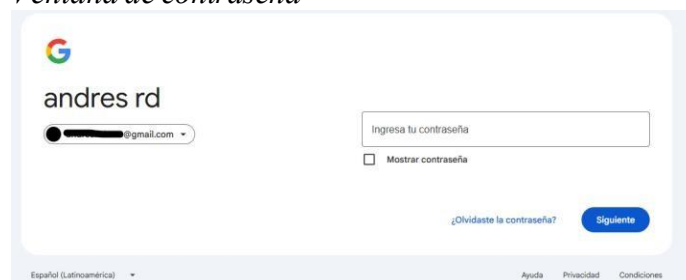 Ventana de contraseña
andres rd
@gmail.com
Ingresa tu contraseña
Mostrar contraseña
¿Olvidaste la contraseña?
Siguiente
Español (Latinoamérica)
Ayuda Privacidad Condiciones